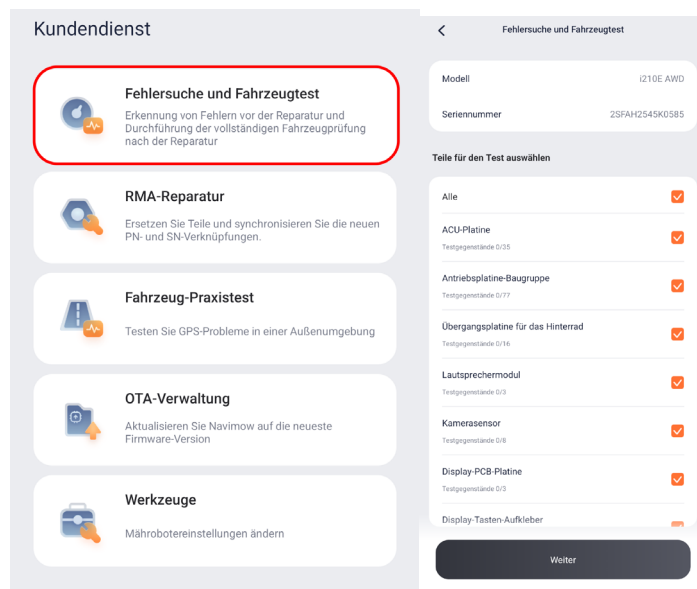 Kundendienst
Fehlersuche und Fahrzeugtest
Erkennung von Fehlern vor der Reparatur und
Durchführung der vollständigen Fahrzeugprüfung
nach der Reparatur
RMA-Reparatur
Ersetzen Sie Teile und synchronisieren Sie die neuen
PN- und SN-Verknüpfungen.
Fahrzeug-Praxistest
Testen Sie GPS-Probleme in einer Außenumgebung
OTA-Verwaltung
Aktualisieren Sie Navimow auf die neueste
Firmware-Version
Werkzeuge
Mährobotereinstellungen ändern
Fehlersuche und Fahrzeugtest
Modell i210E AWD
Seriennummer 2SFAH2545K0585
Teile für den Test auswählen
Alle
ACU-Platine
Testgegenstände 0/35
Antriebsplatine-Baugruppe
Testgegenstände 0/77
Übergangsplatine für das Hinterrad
Testgegenstände 0/16
Lautsprechermodul
Testgegenstände 0/3
Kamerasensor
Testgegenstände 0/8
Display-PCB-Platine
Testgegenstände 0/3
Display-Tasten-Aufkleber
Weiter